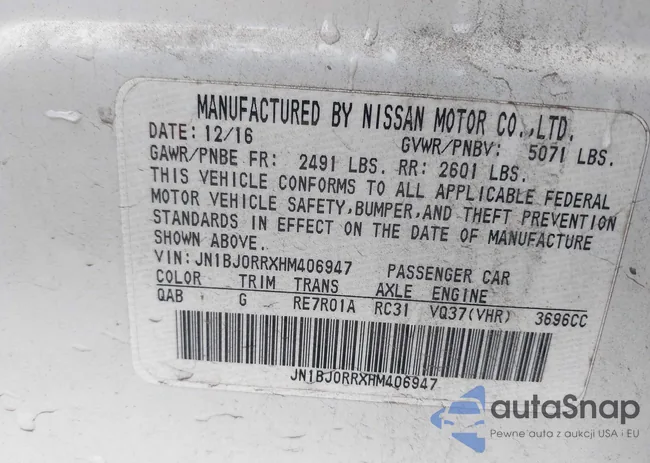 MANUFACTURED BY NISSAN MOTOR CO.,LTD.
DATE: 12/16 GVWR/PNBV: 5071 LBS.
GAWR/PNBE FR: 2491 LBS. RR: 2601 LBS.
THIS VEHICLE CONFORMS TO ALL APPLICABLE FEDERAL
MOTOR VEHICLE SAFETY,BUMPER,AND THEFT PREVENTION
STANDARDS IN EFFECT ON THE DATE OF MANUFACTURE
SHOWN ABOVE.
VIN: JN1BJ0RRXHM406947 PASSENGER CAR
COLOR TRIM TRANS AXLE ENGINE
QAB G RE7R01A RC31 VQ37(VHR) 3696CC
JN1BJ0RRXHM406947
autaSnap
Pewne auta z aukcji USA i EU